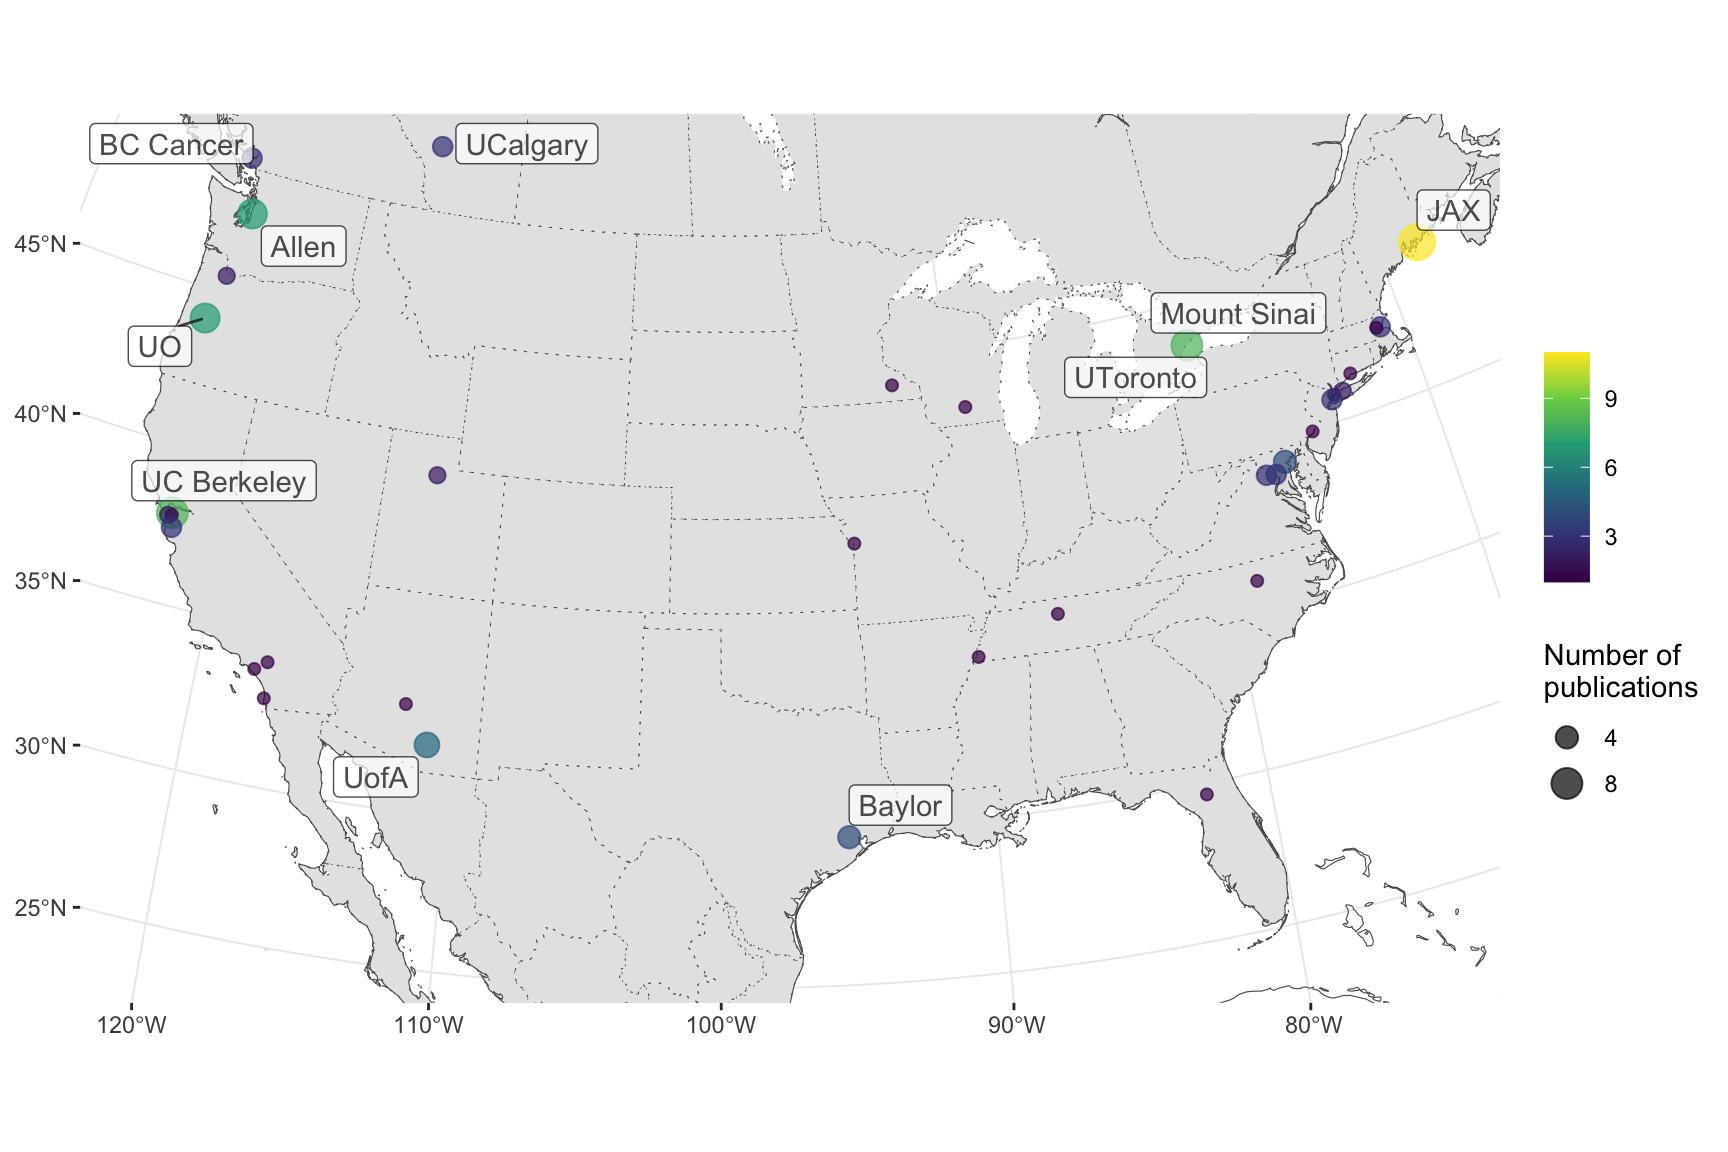 BC Cancer
UCalgary
JAX
Allen
45°N
Mount Sinai
UO
UToronto
40°N
UC Berkeley
35°N
30°N
UofA
Baylor
25°N
120°W
110°W
100°W
90°W
80°W
9
6
3
Number of
publications
4
8